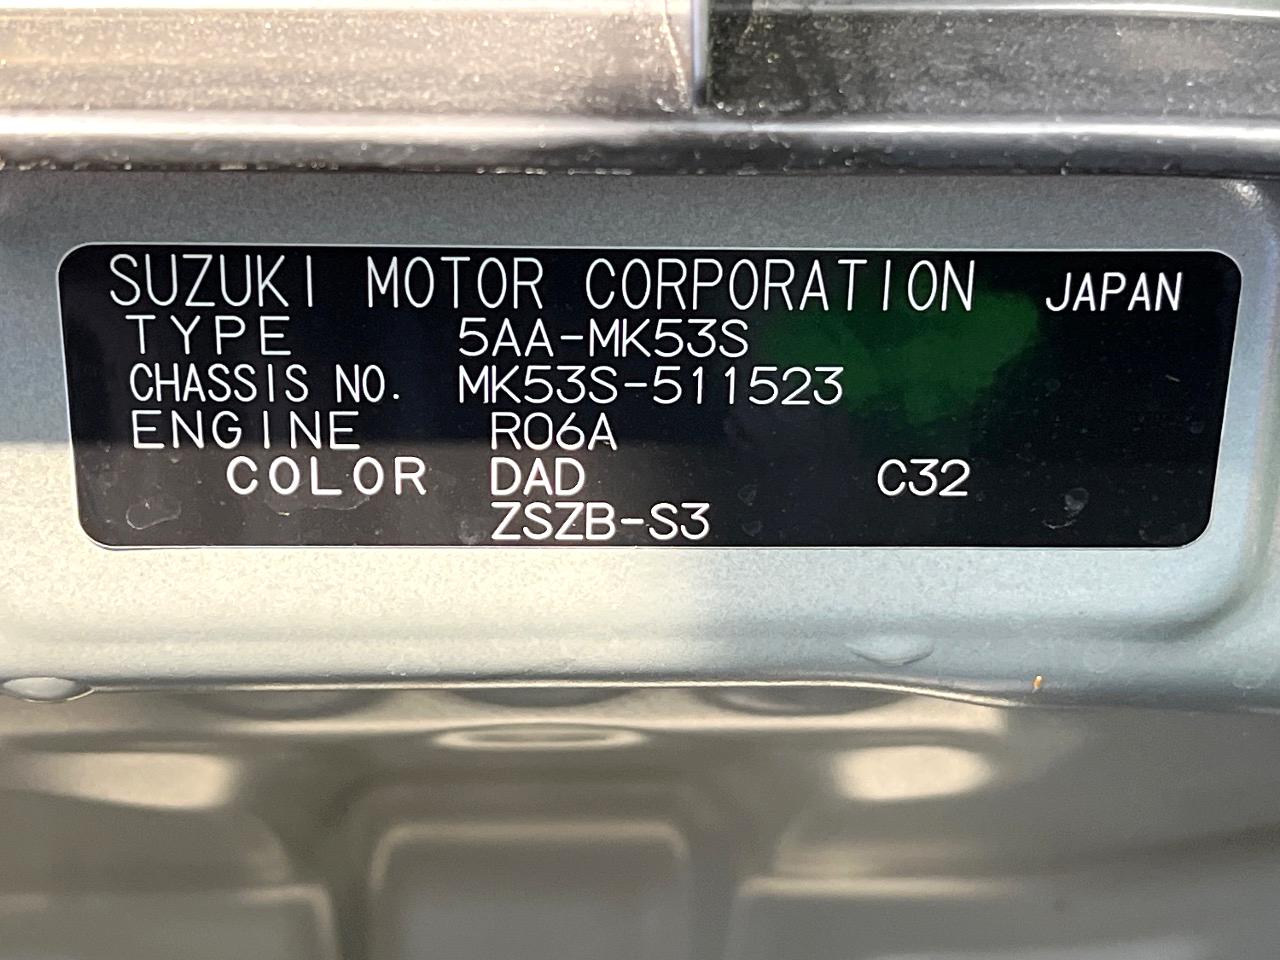 SUZUKI MOTOR CORPORATION JAPAN
TYPE 5AA-MK53S
CHASSIS NO. MK53S-511523
ENGINE R06A
COLOR DAD C32
ZSZB-S3